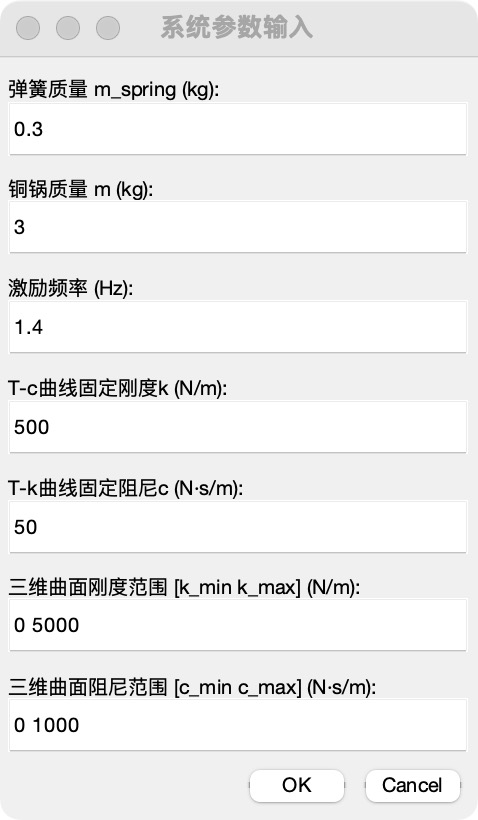 系统参数输入
弹簧质量 m_spring (kg):
0.3
铜锅质量 m (kg):
3
激励频率 (Hz):
1.4
T-c曲线固定刚度k (N/m):
500
T-k曲线固定阻尼c (N·s/m):
50
三维曲面刚度范围 [k_min k_max] (N/m):
0 5000
三维曲面阻尼范围 [c_min c_max] (N·s/m):
0 1000
OK Cancel